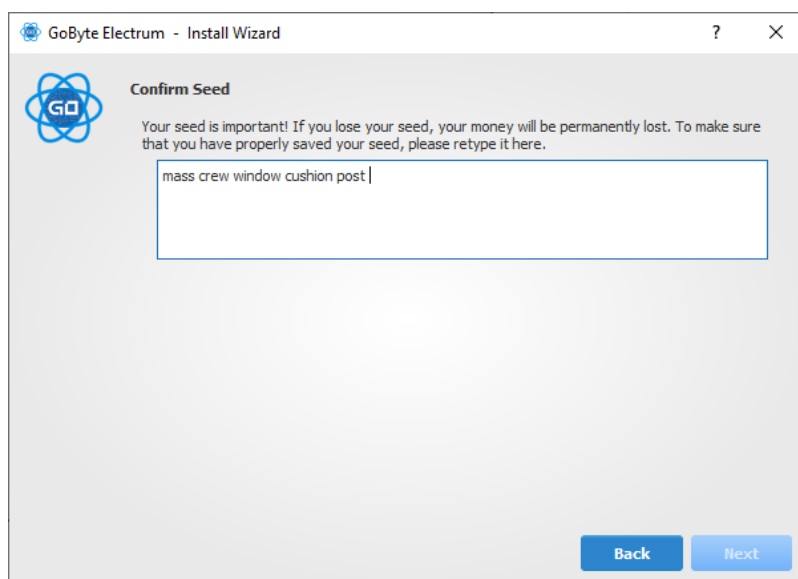 GoByte Electrum - Install Wizard
?
GO
Confirm Seed
Your seed is important! If you lose your seed, your money will be permanently lost. To make sure
that you have properly saved your seed, please retype it here.
mass crew window cushion post
Back
Next